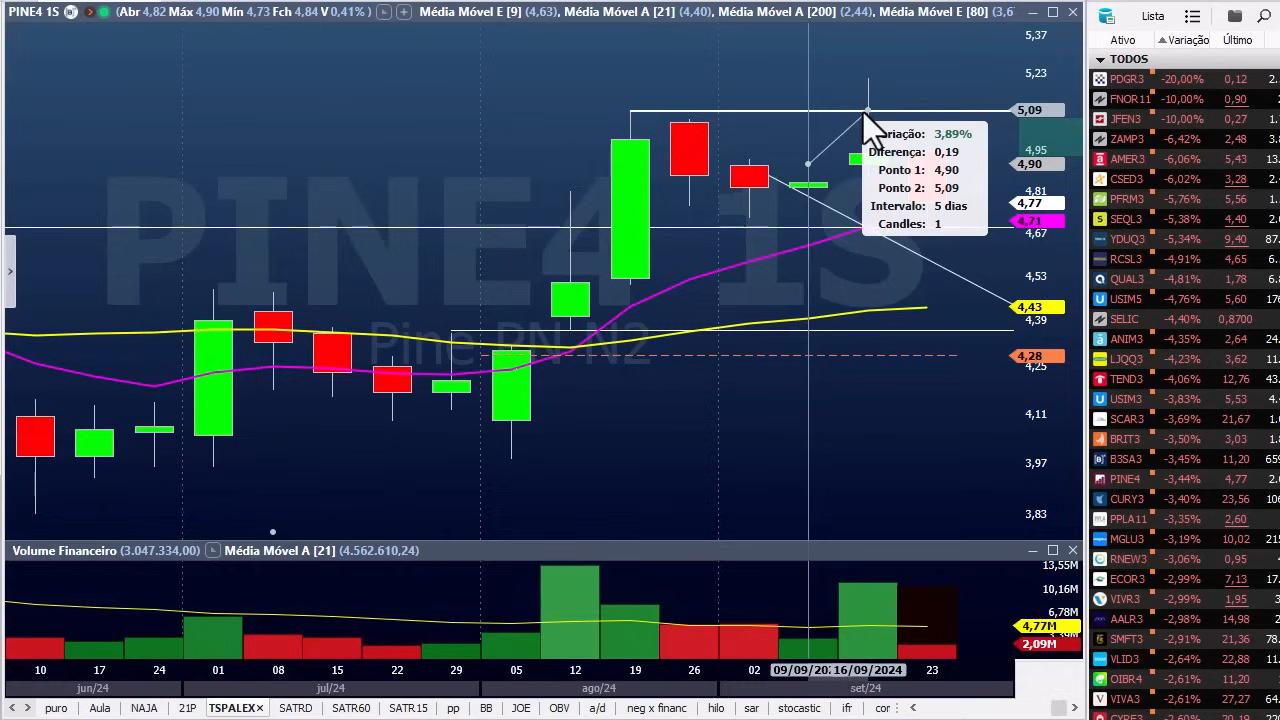 PINE4 1S (Abr 4,82 Máx 4,90 Mín 4,73 Fch 4,84 V 0,41%) Média Móvel E [9] (4,63), Média Móvel A [21] (4,40), Média Móvel A [200] (2,44), Média Móvel E [80] (3,6
PINE4 1S
Pine PN N2
Variação: 3,89%
Diferença: 0,19
Ponto 1: 4,90
Ponto 2: 5,09
Intervalo: 5 dias
Candles: 1
5,37
5,23
5,09
4,95
4,90
4,81
4,77
4,71
4,67
4,53
4,43
4,39
4,28
4,25
4,11
3,97
3,83
Volume Financeiro (3.047.334,00) Média Móvel A [21] (4.562.610,24)
13,55M
10,16M
6,78M
4,77M
3,39M
2,09M
10 17 24 01 08 15 22 29 05 12 19 26 02 09/09/20 16/09/2024 23
jun/24 jul/24 ago/24 set/24
puro Aula NAJA 21P TSPALEX× SATRD SATR60 SV pp BB JOE OBV a/d neg x financ hilo sar stocastic ifr
Lista
Ativo Variação Último
TODOS
PDGR3 -20,00% 0,12 2.
FNOR11 -10,00% 0,90
JFEN3 -10,00% 0,27
ZAMP3 -6,42% 2,48
AMER3 -6,06% 5,43
CSED3 -6,02% 3,28
PFRM3 -5,76% 5,56
SEQL3 -5,38% 4,40
YDUQ3 -5,34% 9,40
RCSL3 -4,91% 4,65
QUAL3 -4,81% 1,78
USIM5 -4,76% 5,60
SELIC -4,40% 0,8700
ANIM3 -4,35% 2,64
LJQQ3 -4,23% 3,62
TEND3 -4,06% 12,76
USIM3 -3,83% 5,53
SCAR3 -3,69% 21,67
BRIT3 -3,50% 3,03
B3SA3 -3,45% 11,20
PINE4 -3,44% 4,77
CURY3 -3,40% 23,56
PPLA11 -3,35% 2,60
MGLU3 -3,19% 10,02
RNEW3 -3,06% 0,95
ECOR3 -2,99% 7,13
VIVR3 -2,99% 1,95
AALR3 -2,98% 14,98
SMFT3 -2,91% 21,36
VLID3 -2,64% 22,88
OIBR4 -2,61% 11,20
VIVA3 -2,61% 27,27